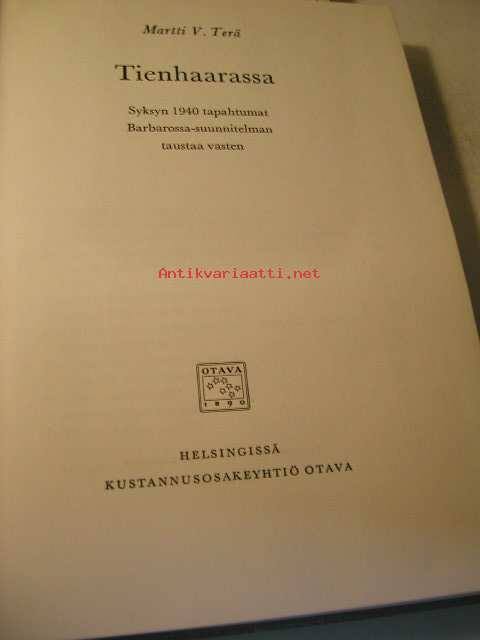 Martti V. Terä
Tienhaarassa
Syksyn 1940 tapahtumat
Barbarossa-suunnitelman
taustaa vasten
Antikvariaatti.net
OTAVA
1890
HELSINGISSÄ
KUSTANNUSOSAKEYHTIÖ OTAVA